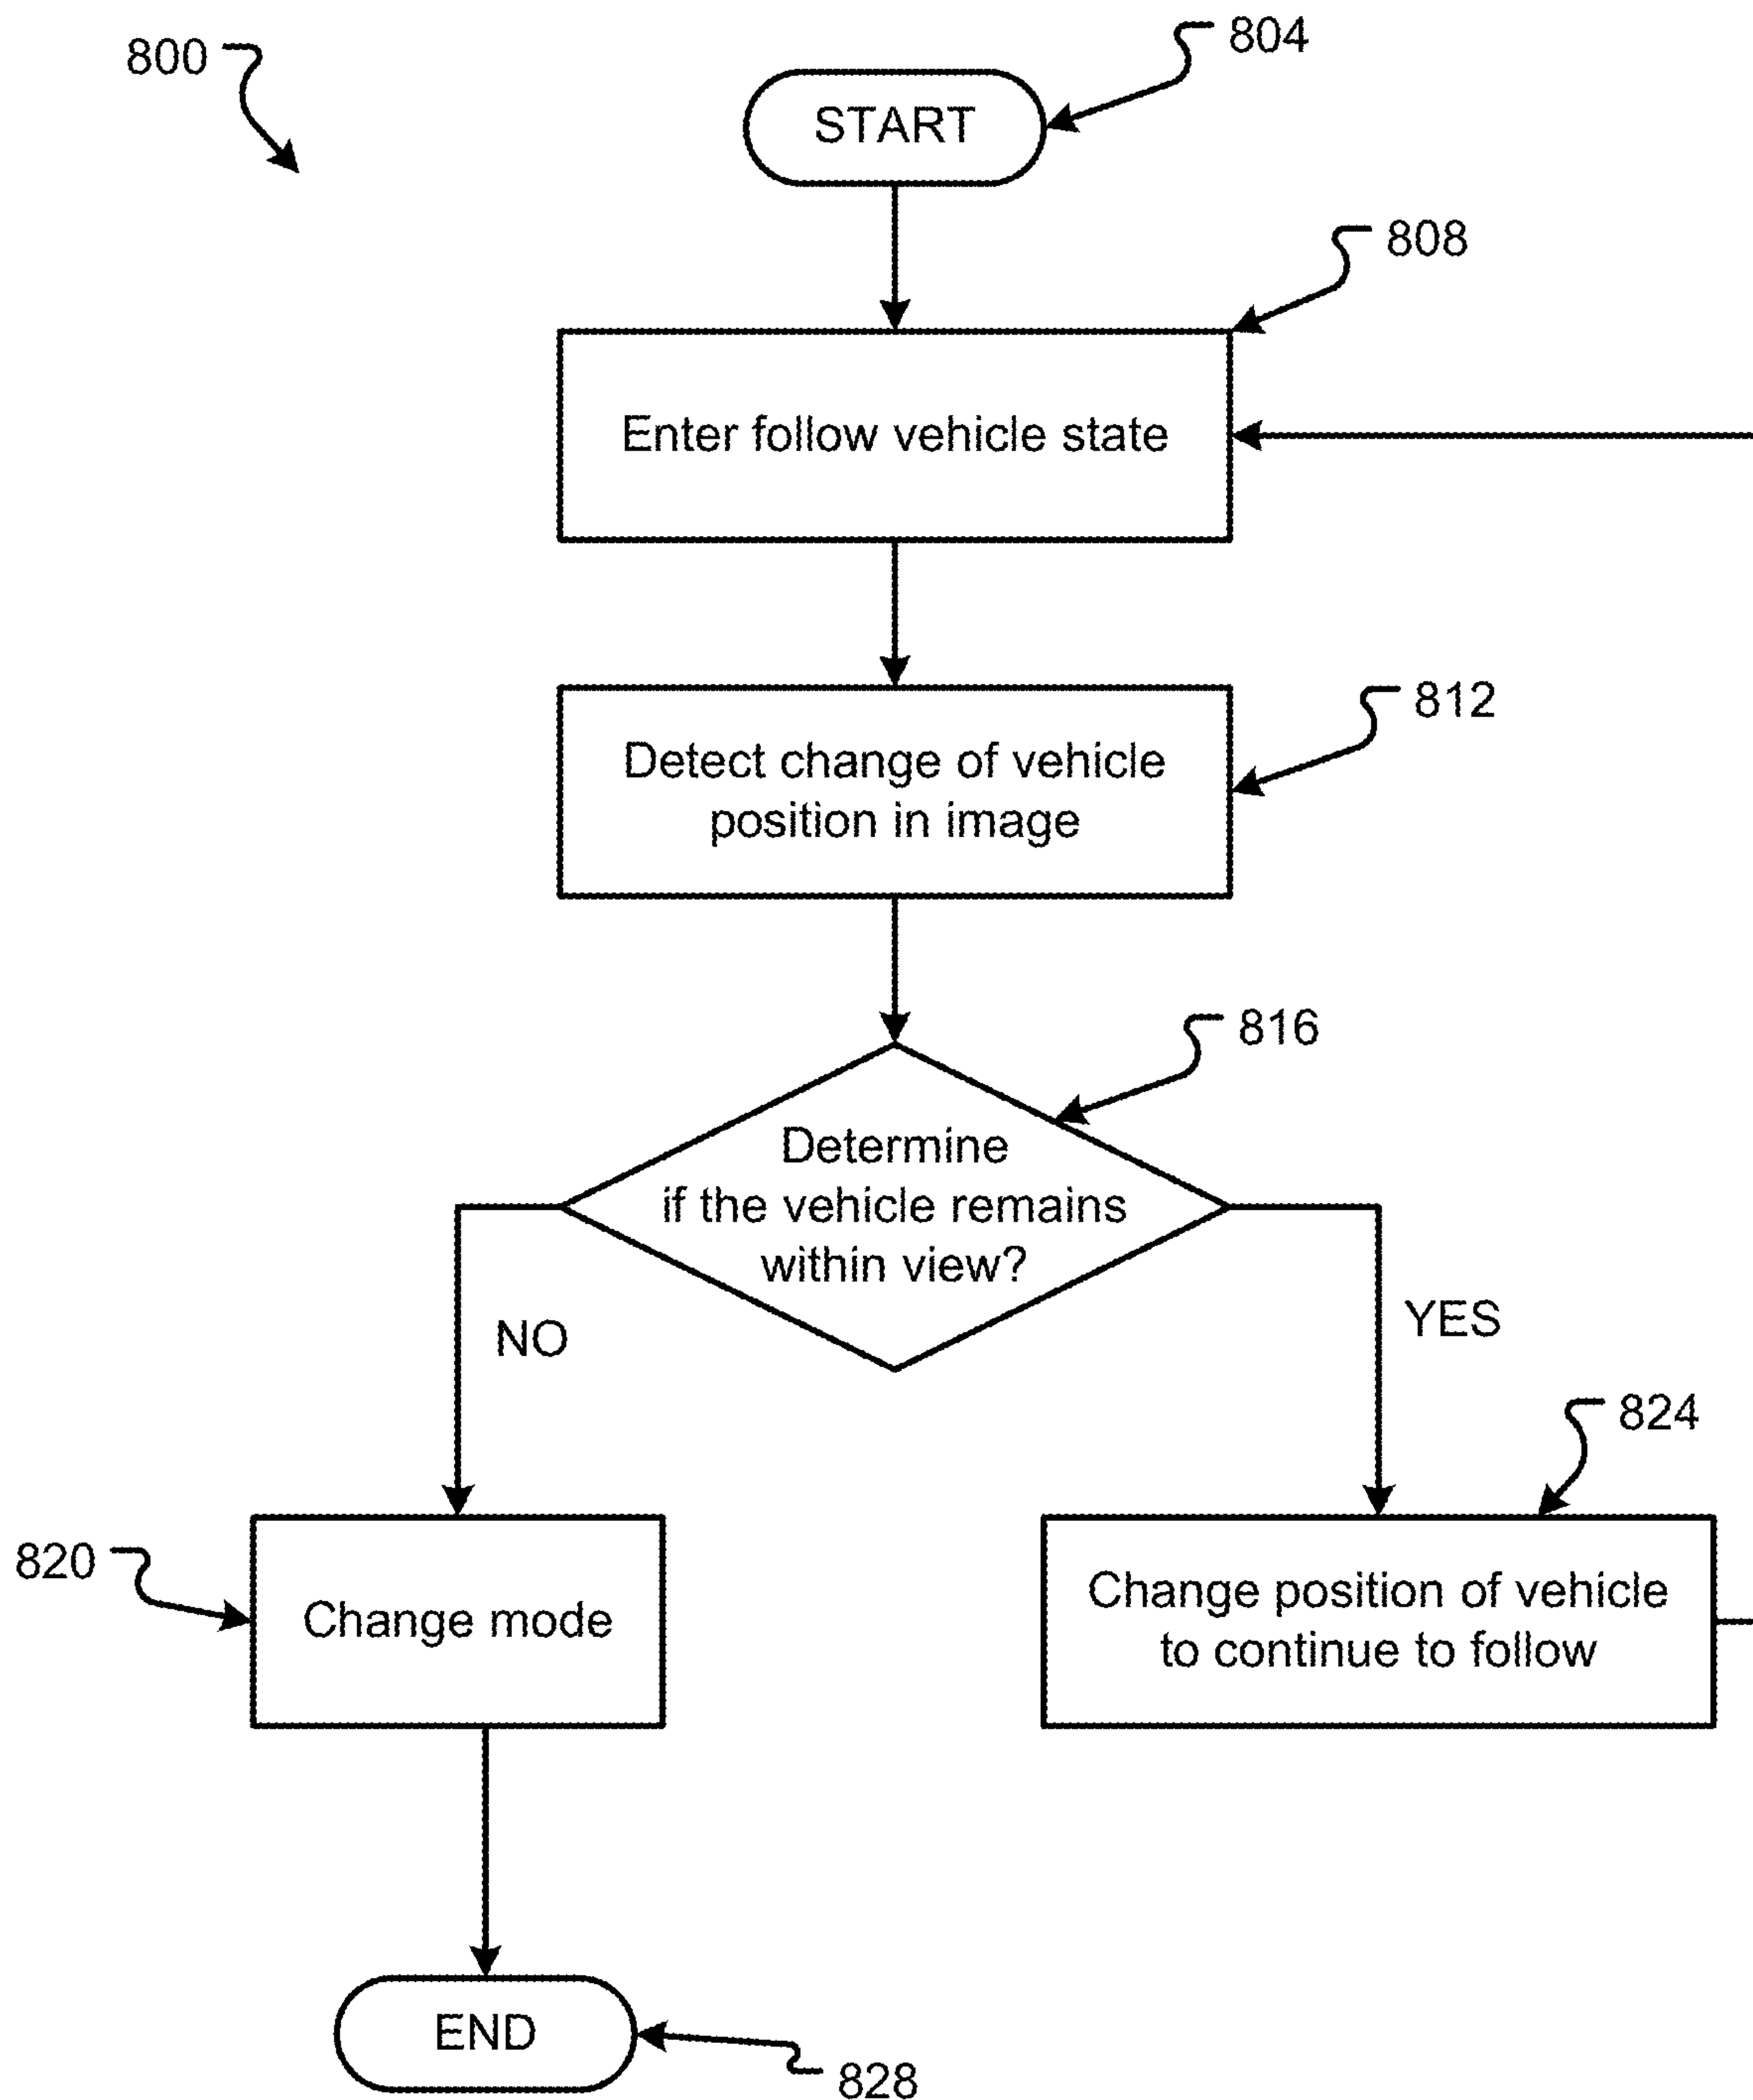 800
804
START
808
Enter follow vehicle state
812
Detect change of vehicle
position in image
816
Determine
if the vehicle remains
within view?
NO
YES
824
820
Change mode
Change position of vehicle
to continue to follow
END
828